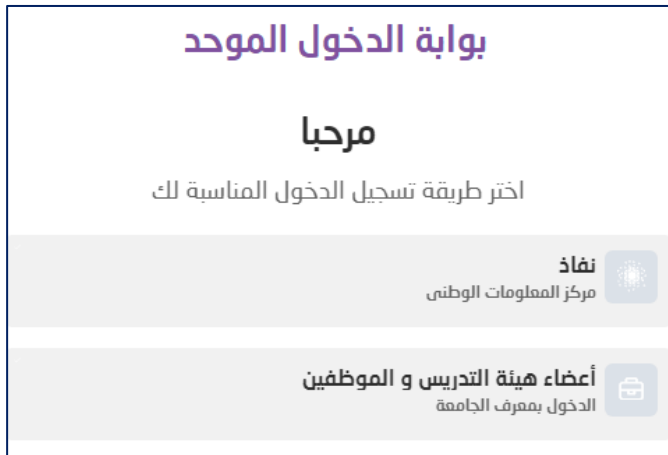 بوابة الدخول الموحد
مرحبا
اختر طريقة تسجيل الدخول المناسبة لك
نفاذ
مركز المعلومات الوطني
أعضاء هيئة التدريس و الموظفين
الدخول بمعرف الجامعة